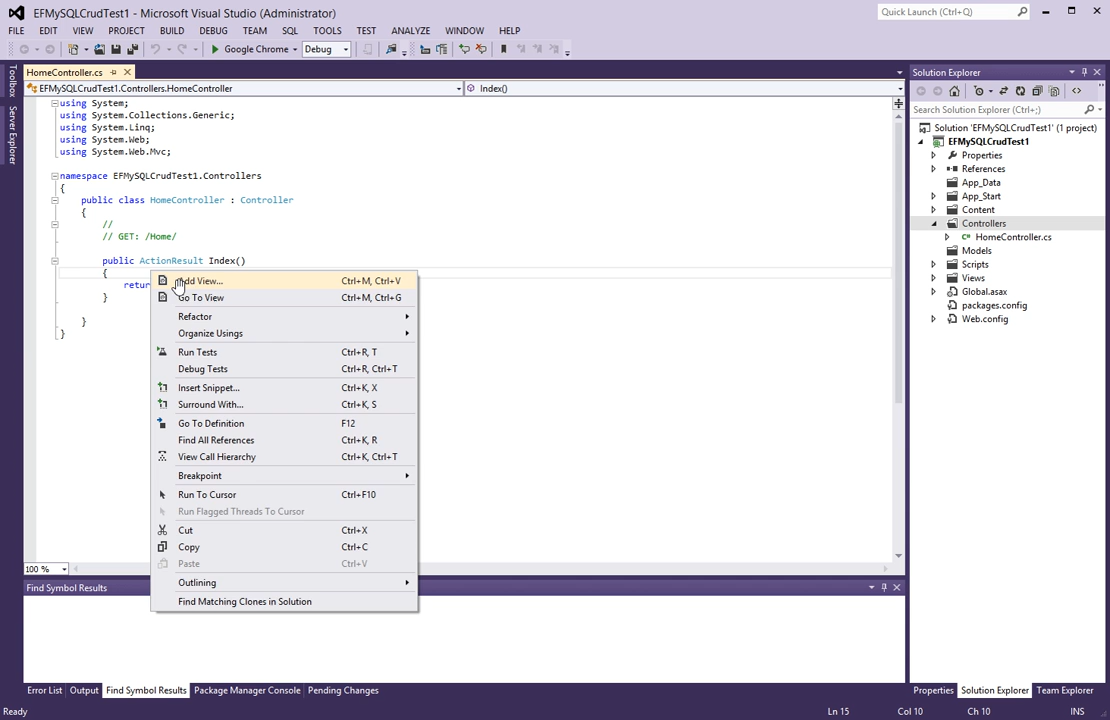 EFMySQLCrudTest1 - Microsoft Visual Studio (Administrator)
Quick Launch (Ctrl+Q)
FILE EDIT VIEW PROJECT BUILD DEBUG TEAM SQL TOOLS TEST ANALYZE WINDOW HELP
Google Chrome Debug
Toolbox
Server Explorer
HomeController.cs
EFMySQLCrudTest1.Controllers.HomeController
Index()
using System;
using System.Collections.Generic;
using System.Linq;
using System.Web;
using System.Web.Mvc;
namespace EFMySQLCrudTest1.Controllers
{
public class HomeController : Controller
{
//
// GET: /Home/
public ActionResult Index()
{
retur
}
}
}
Add View... Ctrl+M, Ctrl+V
Go To View Ctrl+M, Ctrl+G
Refactor
Organize Usings
Run Tests Ctrl+R, T
Debug Tests Ctrl+R, Ctrl+T
Insert Snippet... Ctrl+K, X
Surround With... Ctrl+K, S
Go To Definition F12
Find All References Ctrl+K, R
View Call Hierarchy Ctrl+K, Ctrl+T
Breakpoint
Run To Cursor Ctrl+F10
Run Flagged Threads To Cursor
Cut Ctrl+X
Copy Ctrl+C
Paste Ctrl+V
Outlining
Find Matching Clones in Solution
100 %
Find Symbol Results
Error List Output Find Symbol Results Package Manager Console Pending Changes
Solution Explorer
Search Solution Explorer (Ctrl+;)
Solution 'EFMySQLCrudTest1' (1 project)
EFMySQLCrudTest1
Properties
References
App_Data
App_Start
Content
Controllers
HomeController.cs
Models
Scripts
Views
Global.asax
packages.config
Web.config
Properties Solution Explorer Team Explorer
Ready Ln 15 Col 10 Ch 10 INS